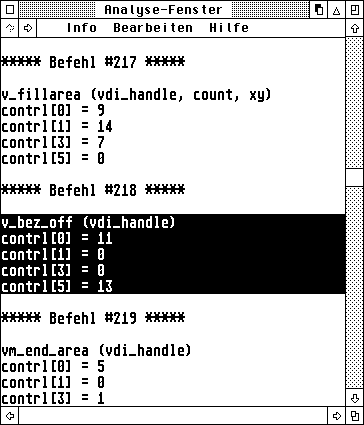 Analyse-Fenster
Info Bearbeiten Hilfe
***** Befehl #217 *****
v_fillarea (vdi_handle, count, xy)
contrl[0] = 9
contrl[1] = 14
contrl[3] = 7
contrl[5] = 0
***** Befehl #218 *****
v_bez_off (vdi_handle)
contrl[0] = 11
contrl[1] = 0
contrl[3] = 0
contrl[5] = 13
***** Befehl #219 *****
vm_end_area (vdi_handle)
contrl[0] = 5
contrl[1] = 0
contrl[3] = 1